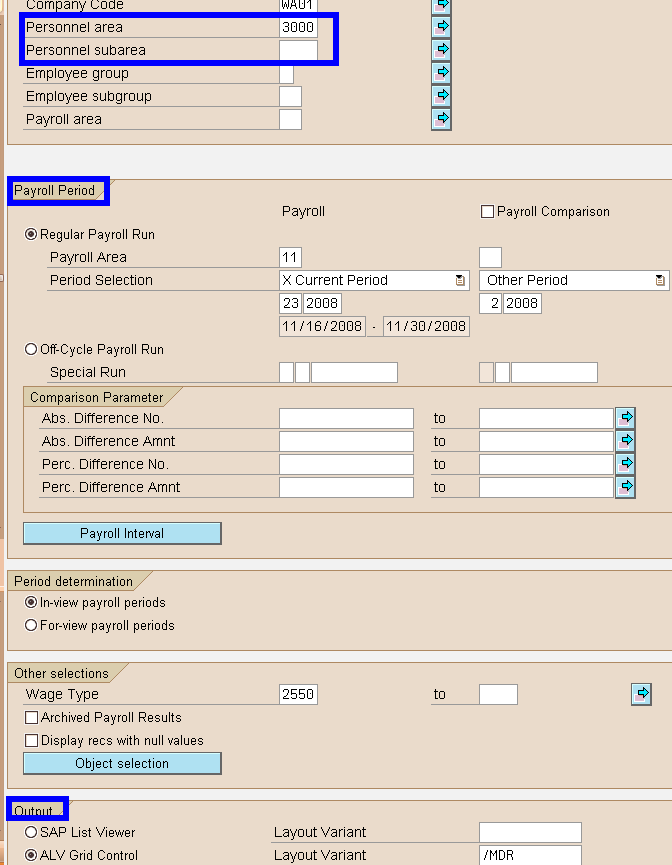 Company Code WA01
Personnel area 3000
Personnel subarea
Employee group
Employee subgroup
Payroll area
Payroll Period
Payroll Payroll Comparison
Regular Payroll Run
Payroll Area 11
Period Selection X Current Period Other Period
23 2008 2 2008
11/16/2008 - 11/30/2008
Off-Cycle Payroll Run
Special Run
Comparison Parameter
Abs. Difference No. to
Abs. Difference Amnt to
Perc. Difference No. to
Perc. Difference Amnt to
Payroll Interval
Period determination
In-view payroll periods
For-view payroll periods
Other selections
Wage Type 2550 to
Archived Payroll Results
Display recs with null values
Object selection
Output
SAP List Viewer Layout Variant
ALV Grid Control Layout Variant /MDR